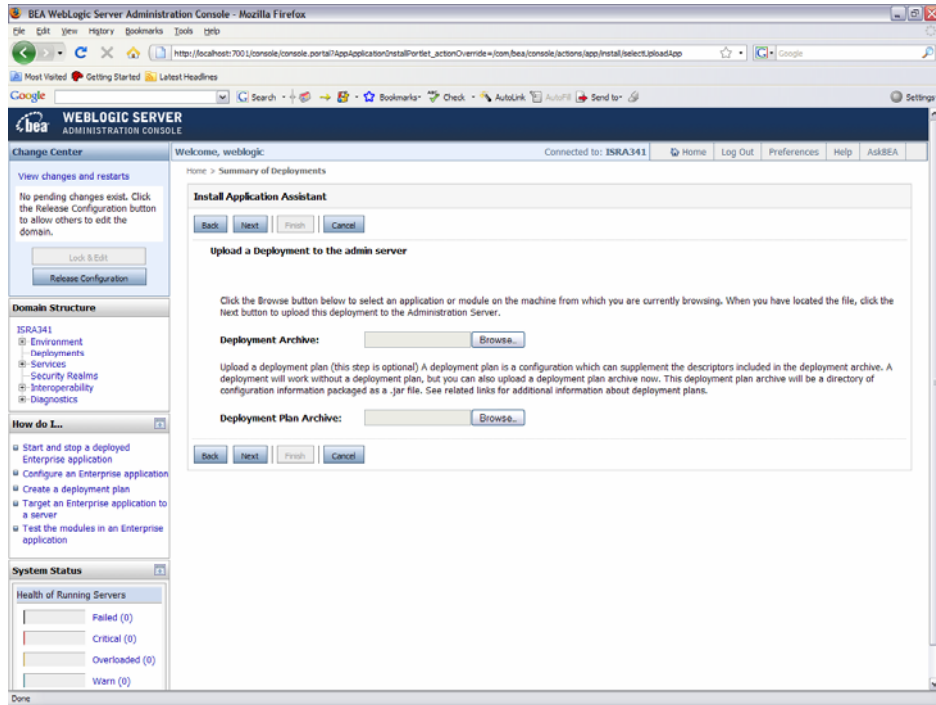 BEA WebLogic Server Administration Console - Mozilla Firefox
File Edit View History Bookmarks Tools Help
http://localhost:7001/console/console.portal?AppApplicationInstallPortlet_actionOverride=/com/bea/console/actions/app/install/selectUploadApp
Google
Most Visited Getting Started Latest Headlines
Google Search Bookmarks Check AutoLink AutoFill Send to Settings
bea WEBLOGIC SERVER
ADMINISTRATION CONSOLE
Change Center
View changes and restarts
No pending changes exist. Click
the Release Configuration button
to allow others to edit the
domain.
Lock & Edit
Release Configuration
Domain Structure
ISRA341
Environment
Deployments
Services
Security Realms
Interoperability
Diagnostics
How do I...
Start and stop a deployed
Enterprise application
Configure an Enterprise application
Create a deployment plan
Target an Enterprise application to
a server
Test the modules in an Enterprise
application
System Status
Health of Running Servers
Failed (0)
Critical (0)
Overloaded (0)
Warn (0)
Welcome, weblogic
Connected to: ISRA341 Home Log Out Preferences Help AskBEA
Home > Summary of Deployments
Install Application Assistant
Back Next Finish Cancel
Upload a Deployment to the admin server
Click the Browse button below to select an application or module on the machine from which you are currently browsing. When you have located the file, click the
Next button to upload this deployment to the Administration Server.
Deployment Archive: Browse..
Upload a deployment plan (this step is optional) A deployment plan is a configuration which can supplement the descriptors included in the deployment archive. A
deployment will work without a deployment plan, but you can also upload a deployment plan archive now. This deployment plan archive will be a directory of
configuration information packaged as a .jar file. See related links for additional information about deployment plans.
Deployment Plan Archive: Browse..
Back Next Finish Cancel
Done